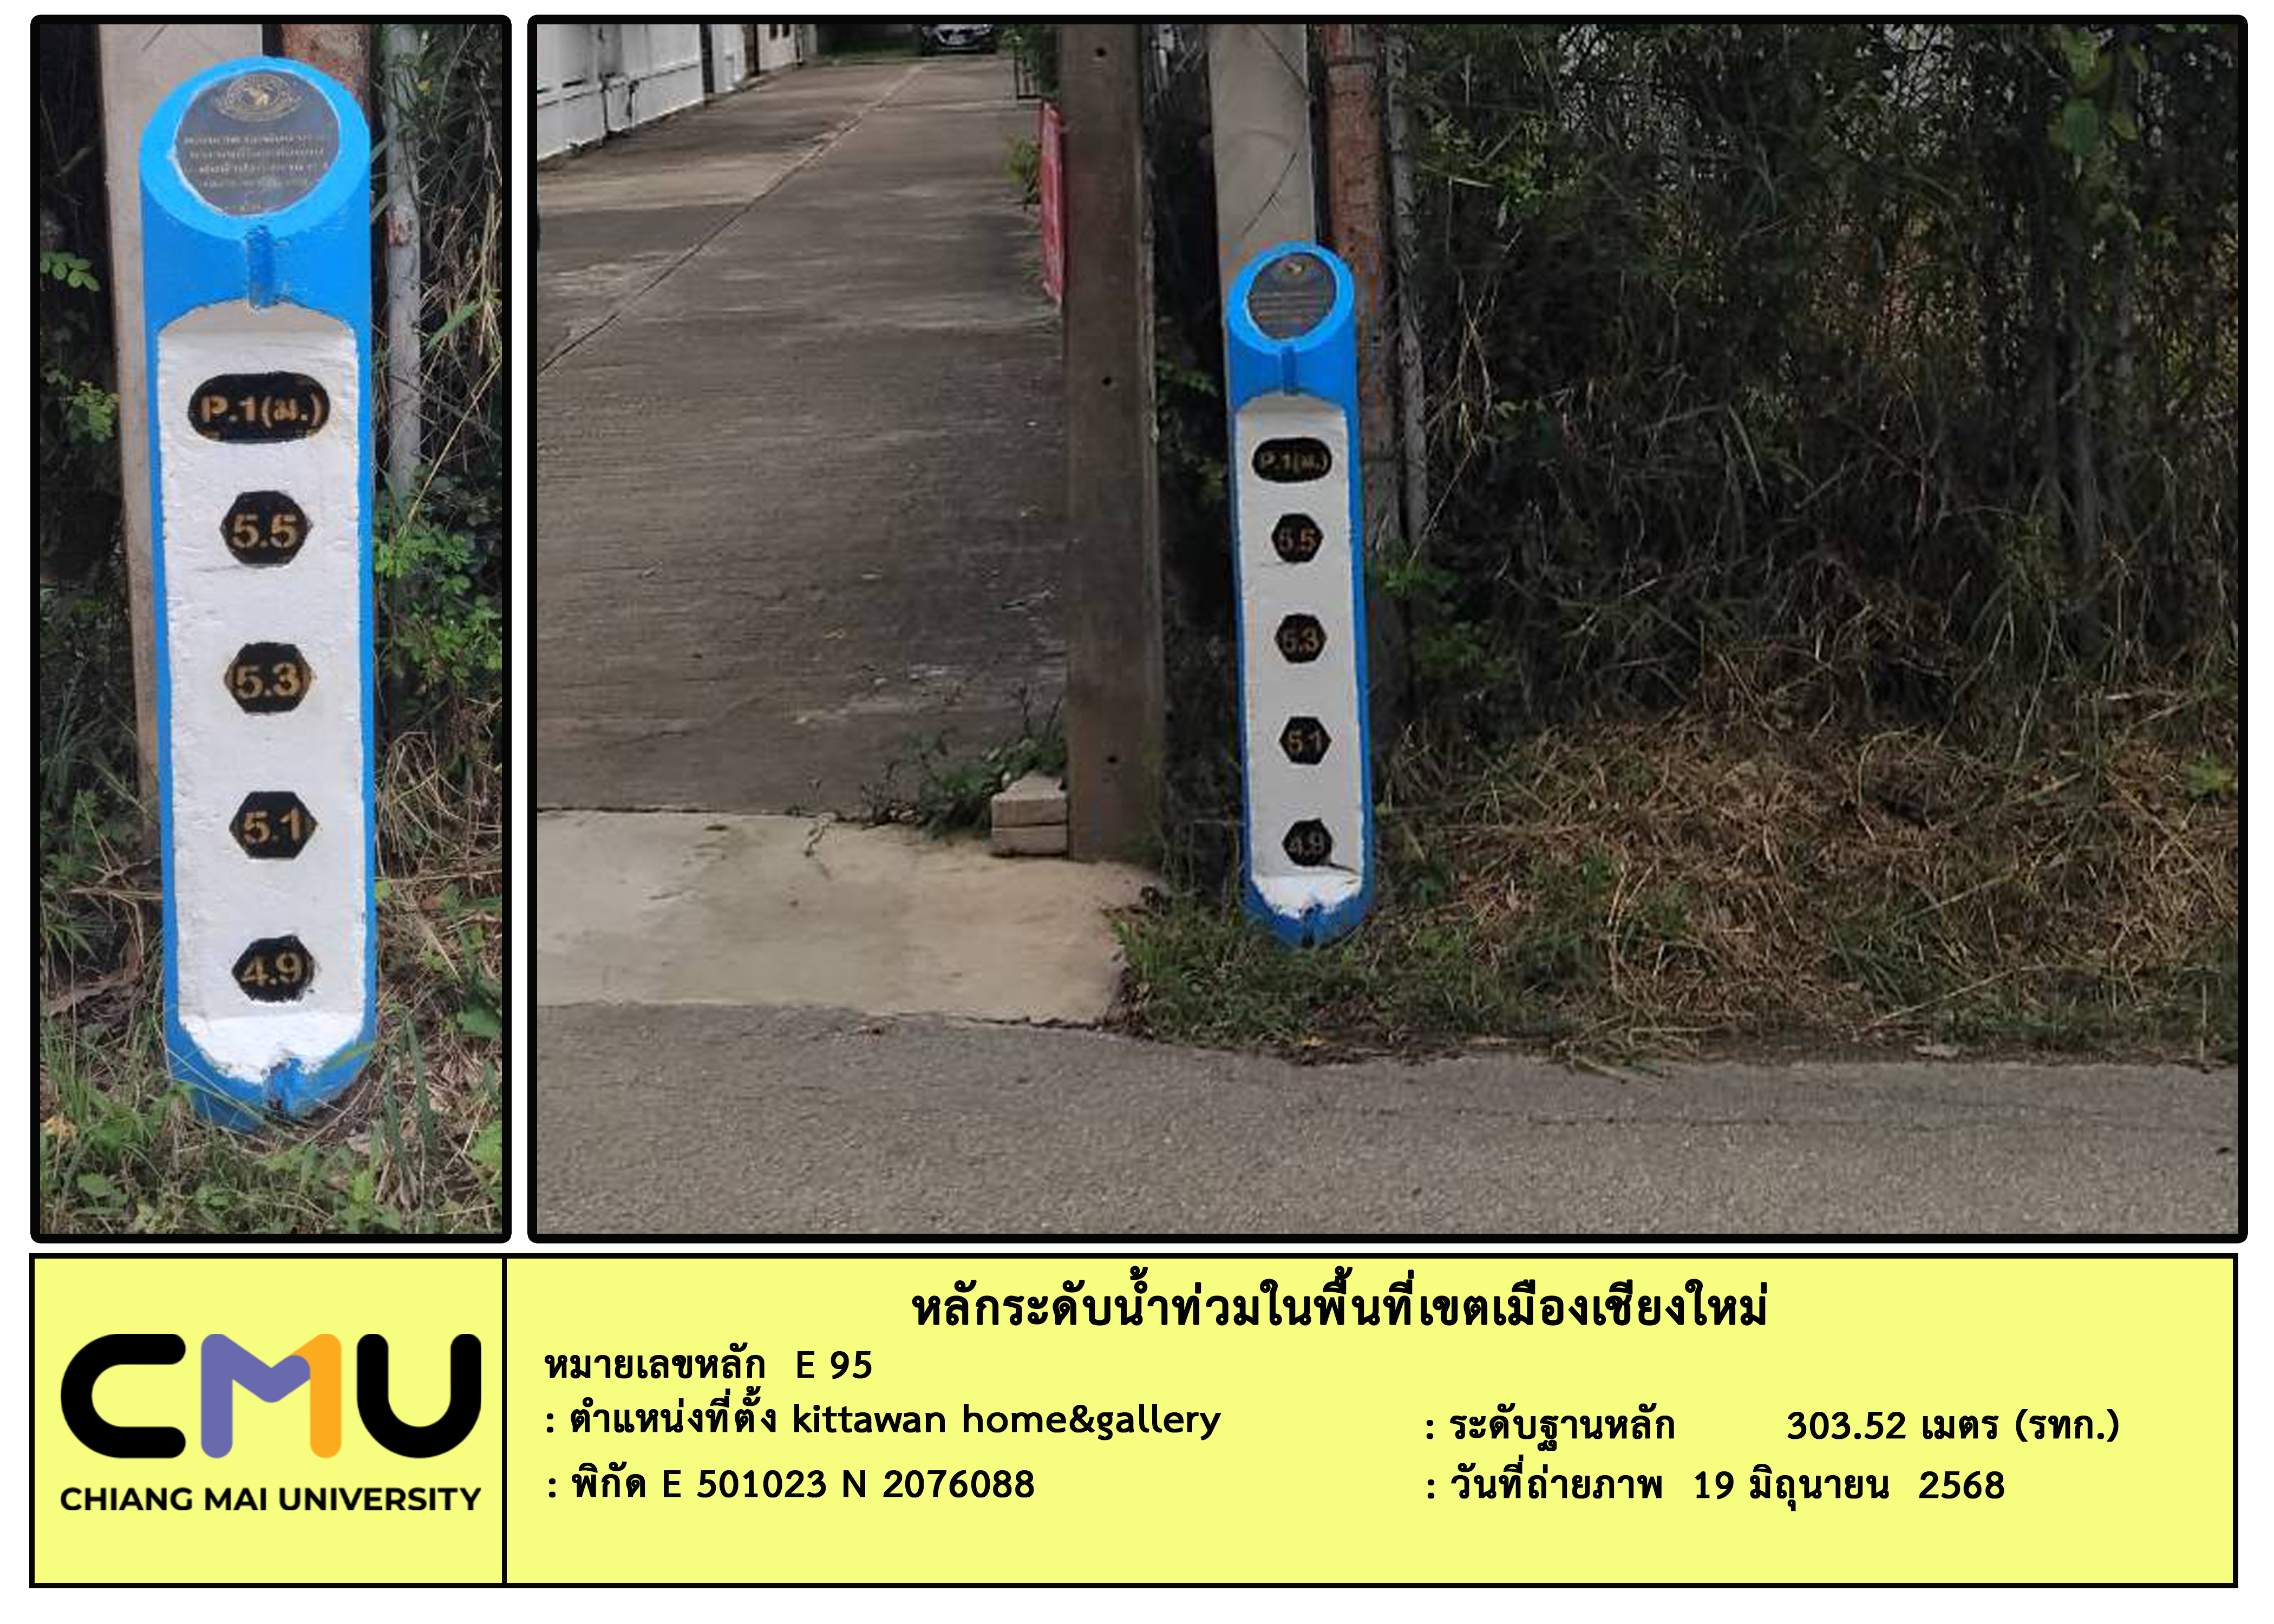 P.1(ม.)
5.5
5.3
5.1
4.9
P.1(ม.)
5.5
5.3
5.1
4.9
CMU
CHIANG MAI UNIVERSITY
หลักระดับน้ำท่วมในพื้นที่เขตเมืองเชียงใหม่
หมายเลขหลัก E 95
: ตำแหน่งที่ตั้ง kittawan home&gallery
: ระดับฐานหลัก 303.52 เมตร (รทก.)
: พิกัด E 501023 N 2076088
: วันที่ถ่ายภาพ 19 มิถุนายน 2568